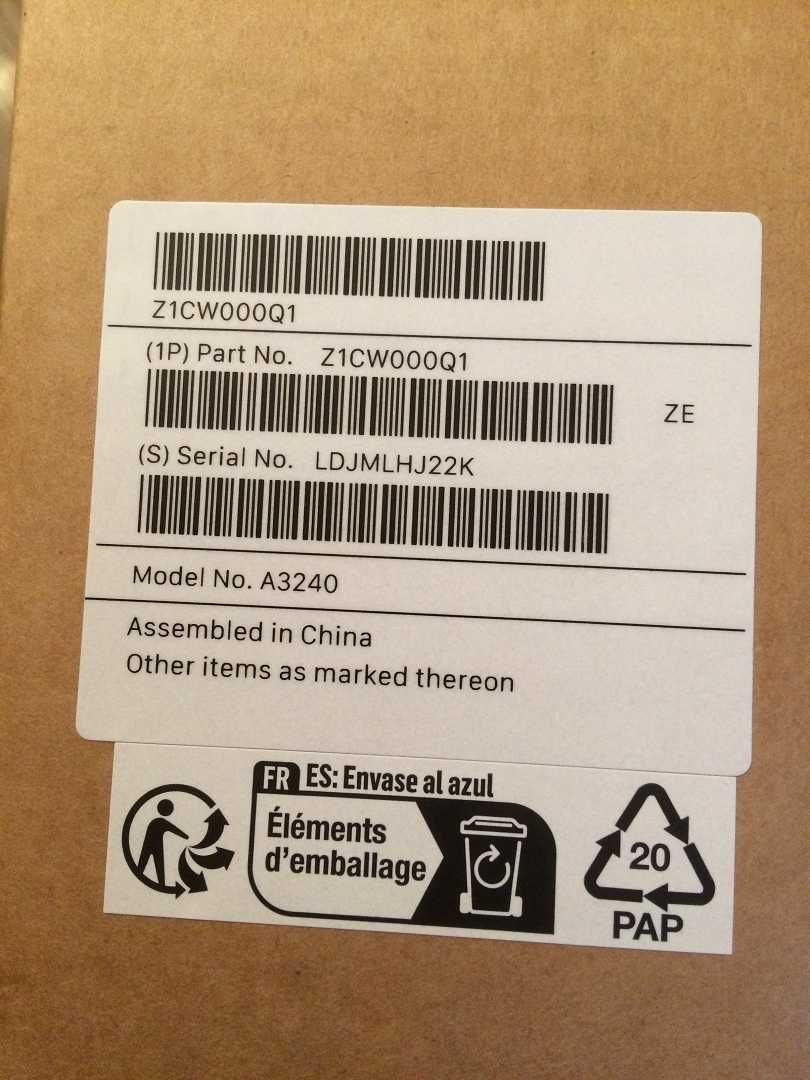 Z1CW000Q1
(1P) Part No. Z1CW000Q1
ZE
(S) Serial No. LDJMLHJ22K
Model No. A3240
Assembled in China
Other items as marked thereon
FR ES: Envase al azul
Éléments
d'emballage
20
PAP